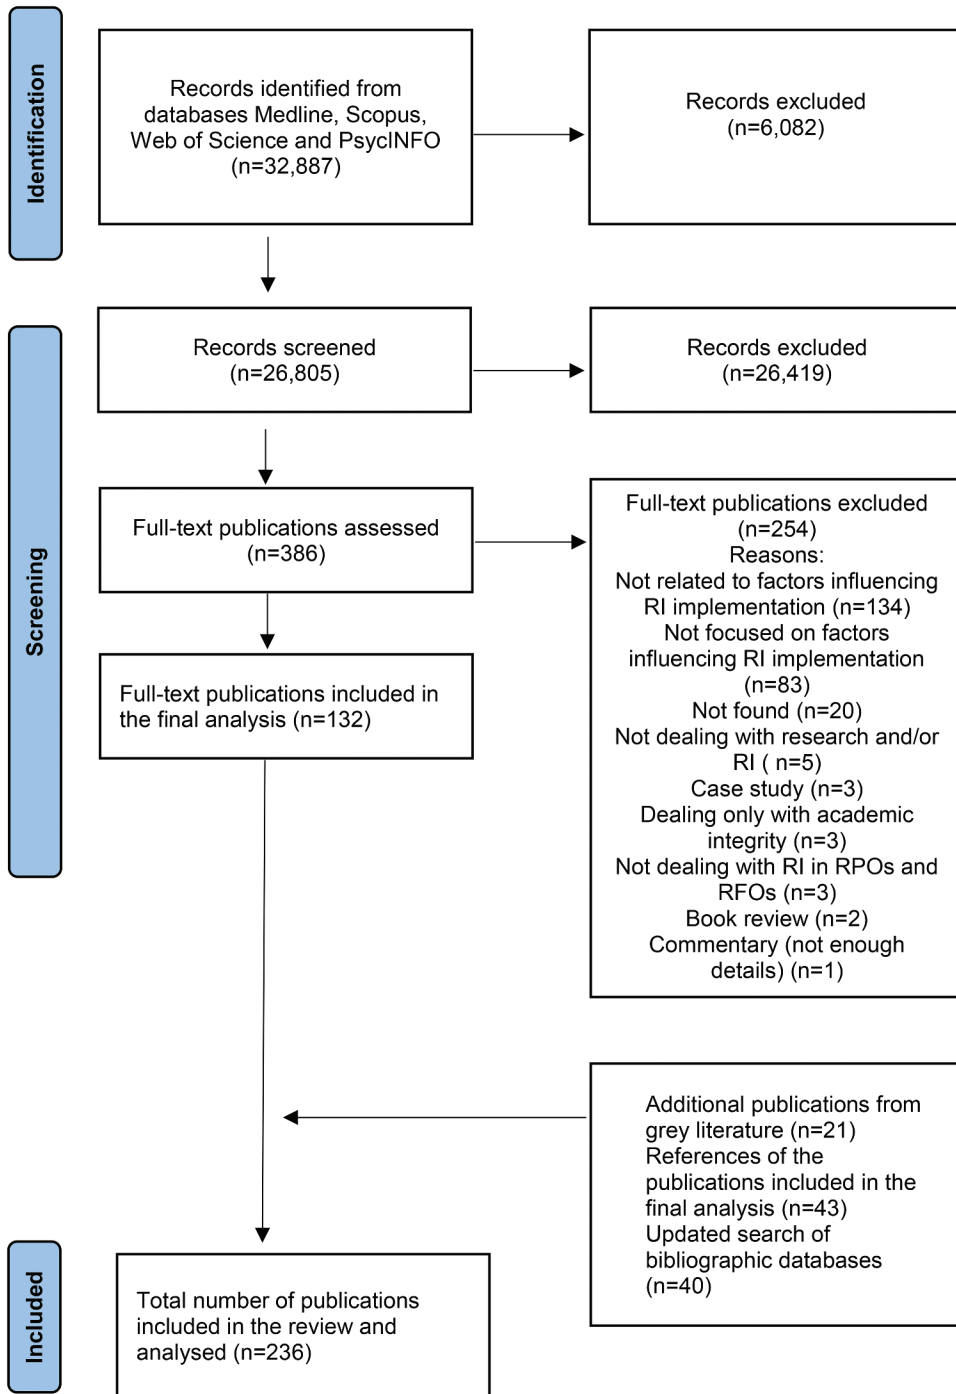 Identification
Records identified from
databases Medline, Scopus,
Web of Science and PsycINFO
(n=32,887)
Records excluded
(n=6,082)
Screening
Records screened
(n=26,805)
Records excluded
(n=26,419)
Full-text publications assessed
(n=386)
Full-text publications excluded
(n=254)
Reasons:
Not related to factors influencing
RI implementation (n=134)
Not focused on factors
influencing RI implementation
(n=83)
Not found (n=20)
Not dealing with research and/or
RI ( n=5)
Case study (n=3)
Dealing only with academic
integrity (n=3)
Not dealing with RI in RPOs and
RFOs (n=3)
Book review (n=2)
Commentary (not enough
details) (n=1)
Full-text publications included in
the final analysis (n=132)
Additional publications from
grey literature (n=21)
References of the
publications included in the
final analysis (n=43)
Updated search of
bibliographic databases
(n=40)
Included
Total number of publications
included in the review and
analysed (n=236)